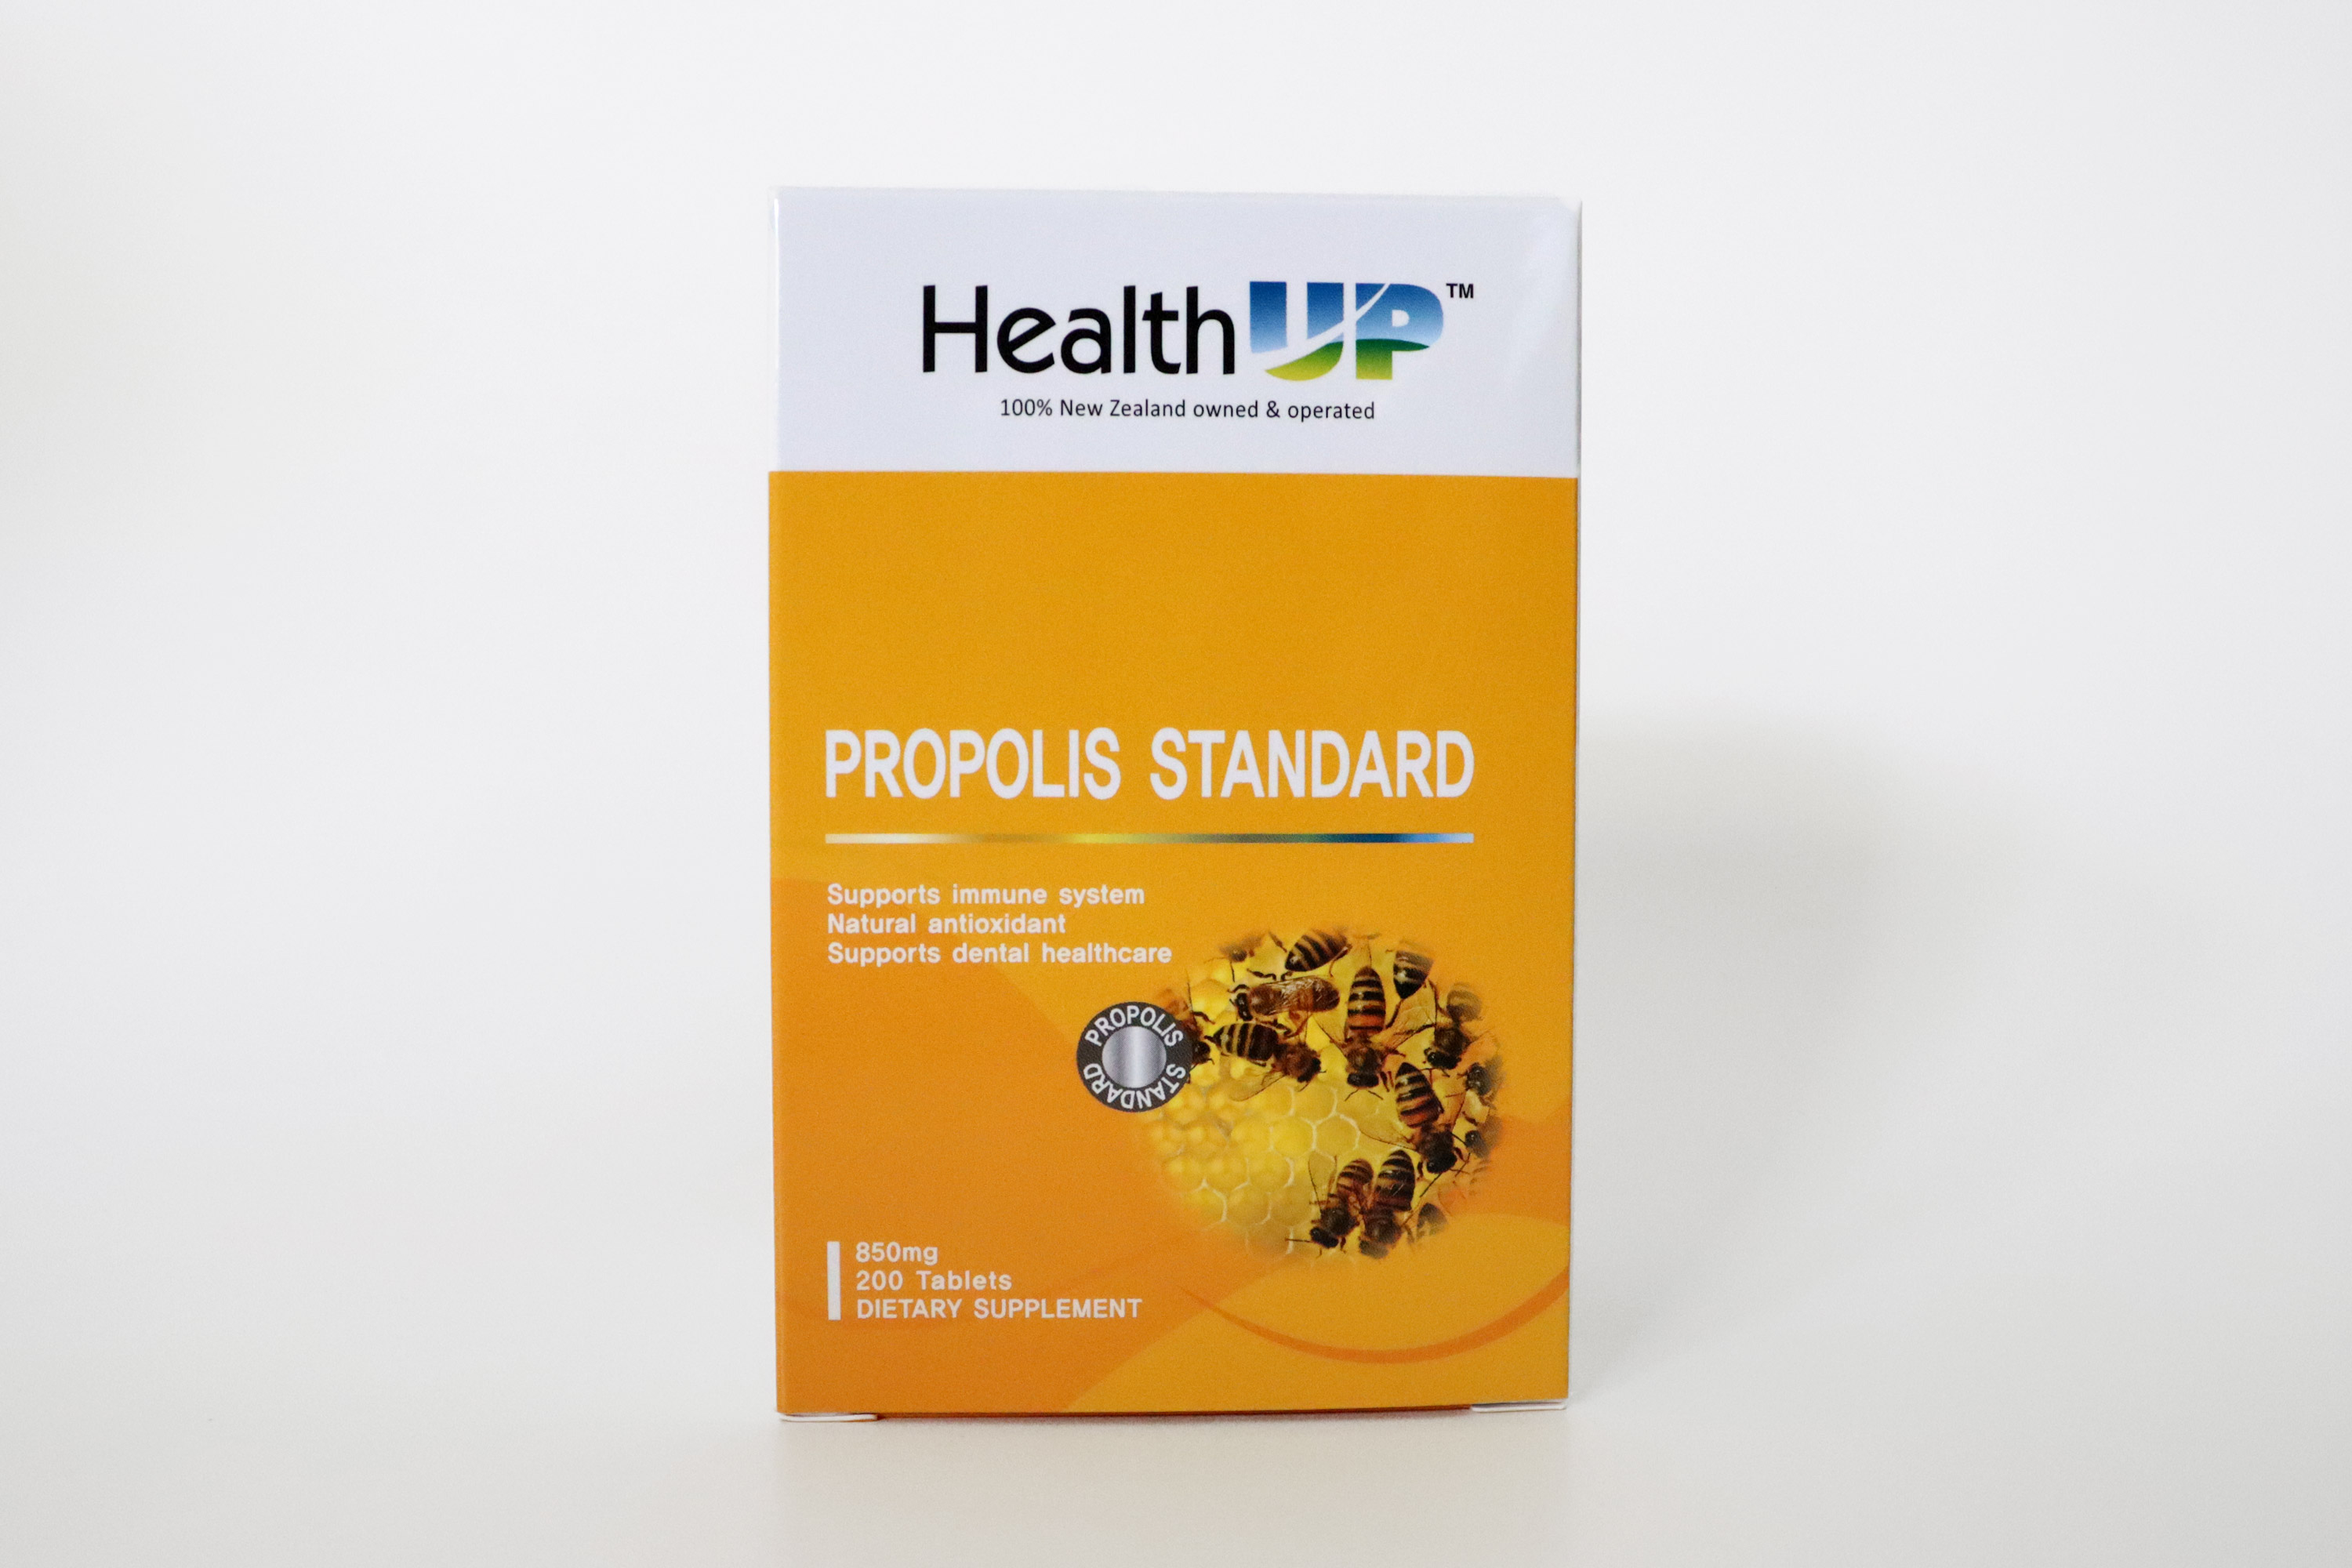 HealthUP™
100% New Zealand owned & operated
PROPOLIS STANDARD
Supports immune system
Natural antioxidant
Supports dental healthcare
PROPOLIS STANDARD
850mg
200 Tablets
DIETARY SUPPLEMENT